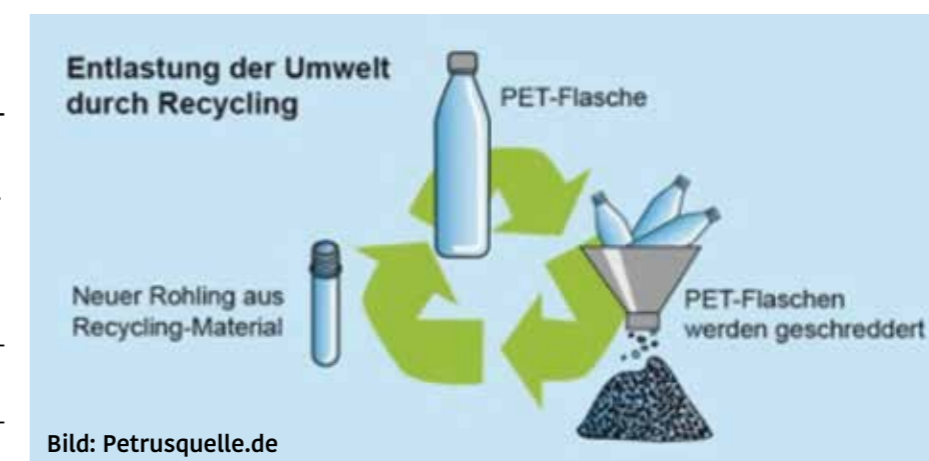 Entlastung der Umwelt
durch Recycling
PET-Flasche
Neuer Rohling aus
Recycling-Material
PET-Flaschen
werden geschreddert
Bild: Petrusquelle.de